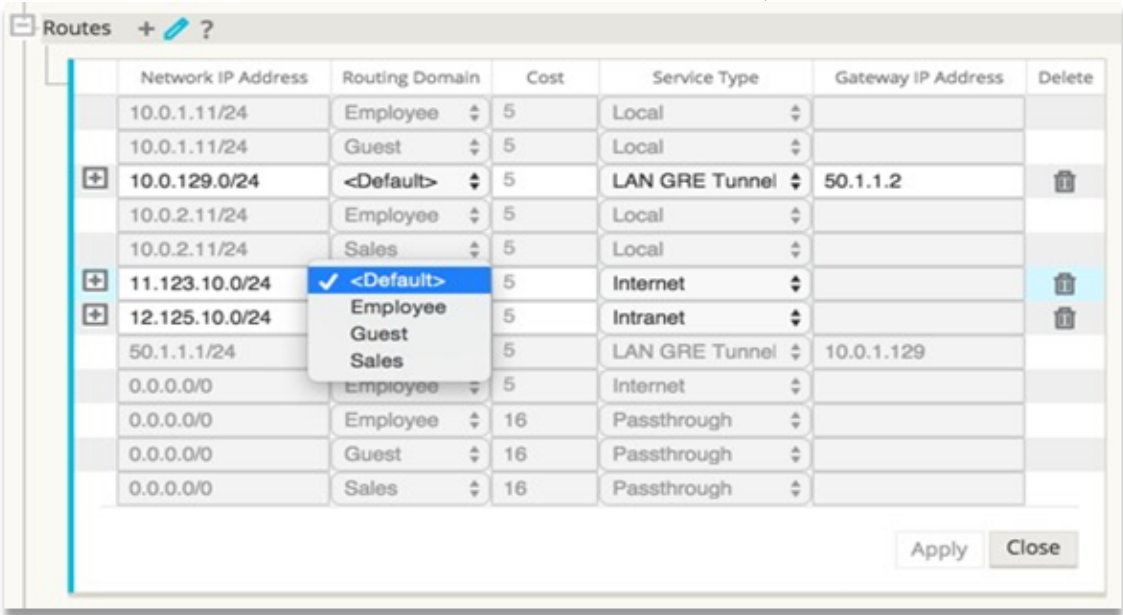 Routes + ?
Network IP Address Routing Domain Cost Service Type Gateway IP Address Delete
10.0.1.11/24 Employee 5 Local
10.0.1.11/24 Guest 5 Local
10.0.129.0/24 <Default> 5 LAN GRE Tunnel 50.1.1.2
10.0.2.11/24 Employee 5 Local
10.0.2.11/24 Sales 5 Local
11.123.10.0/24 ✓ <Default> 5 Internet
Employee
12.125.10.0/24 5 Intranet
Guest
50.1.1.1/24 5 LAN GRE Tunnel 10.0.1.129
Sales
0.0.0.0/0 Employee 5 Internet
0.0.0.0/0 Employee 16 Passthrough
0.0.0.0/0 Guest 16 Passthrough
0.0.0.0/0 Sales 16 Passthrough
Apply Close